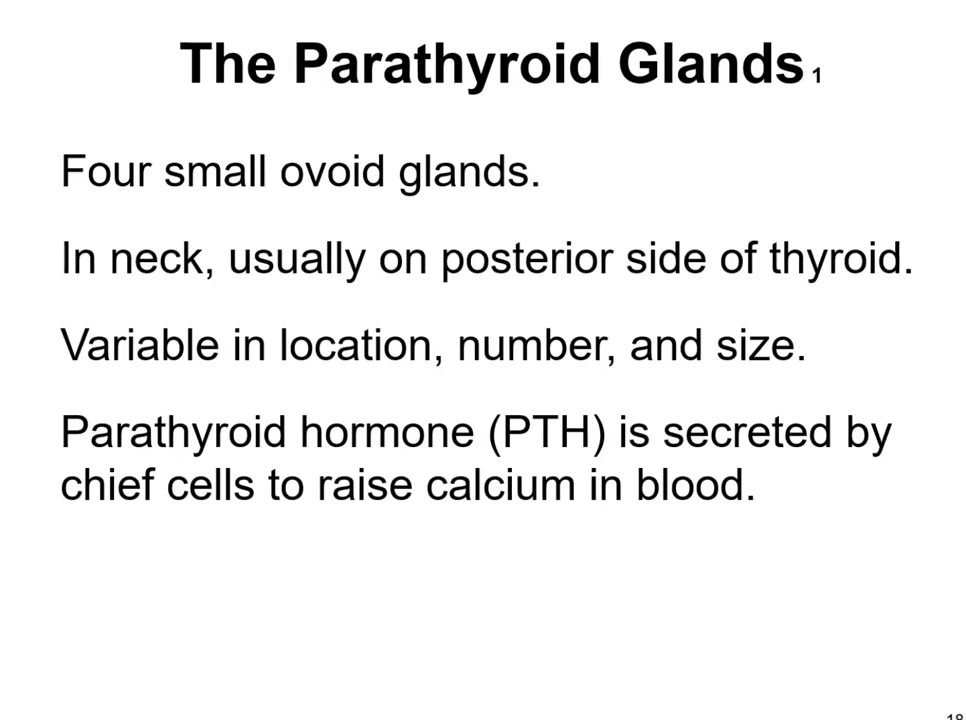 The Parathyroid Glands 1
Four small ovoid glands.
In neck, usually on posterior side of thyroid.
Variable in location, number, and size.
Parathyroid hormone (PTH) is secreted by
chief cells to raise calcium in blood.
18